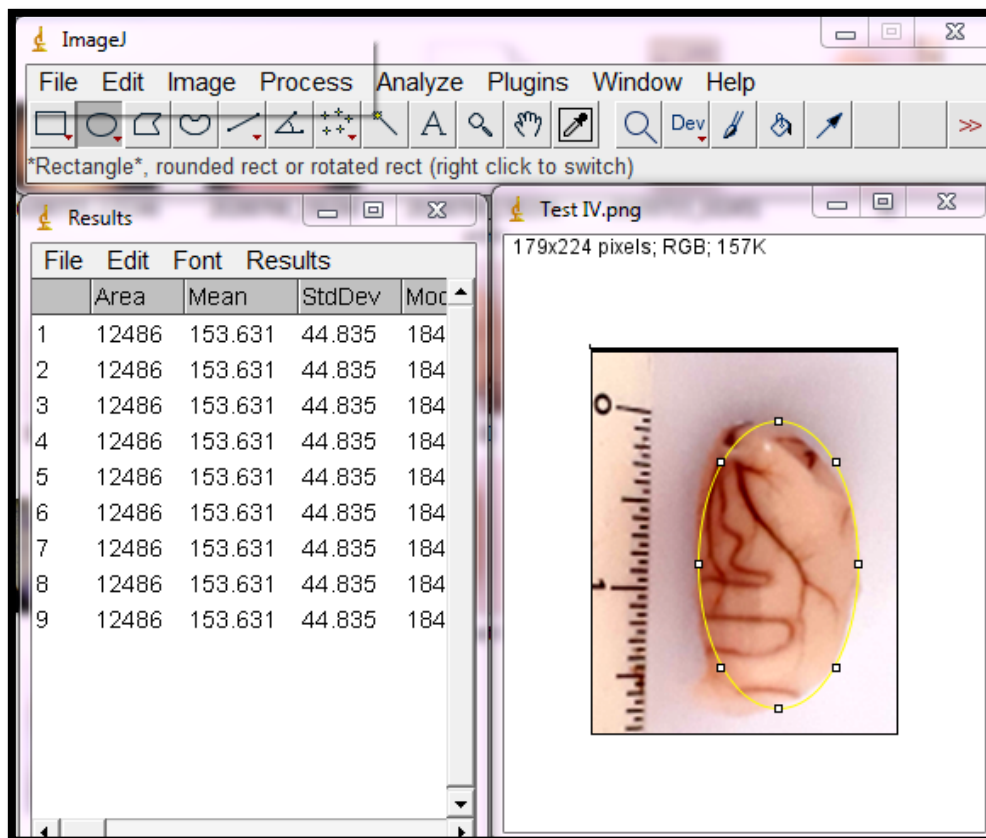 ImageJ
File Edit Image Process Analyze Plugins Window Help
A Dev >>
*Rectangle*, rounded rect or rotated rect (right click to switch)
Results
File Edit Font Results
Area Mean StdDev
1 12486 153.631 44.835 184
2 12486 153.631 44.835 184
3 12486 153.631 44.835 184
4 12486 153.631 44.835 184
5 12486 153.631 44.835 184
6 12486 153.631 44.835 184
7 12486 153.631 44.835 184
8 12486 153.631 44.835 184
9 12486 153.631 44.835 184
Test IV.png
179x224 pixels; RGB; 157K
0
1